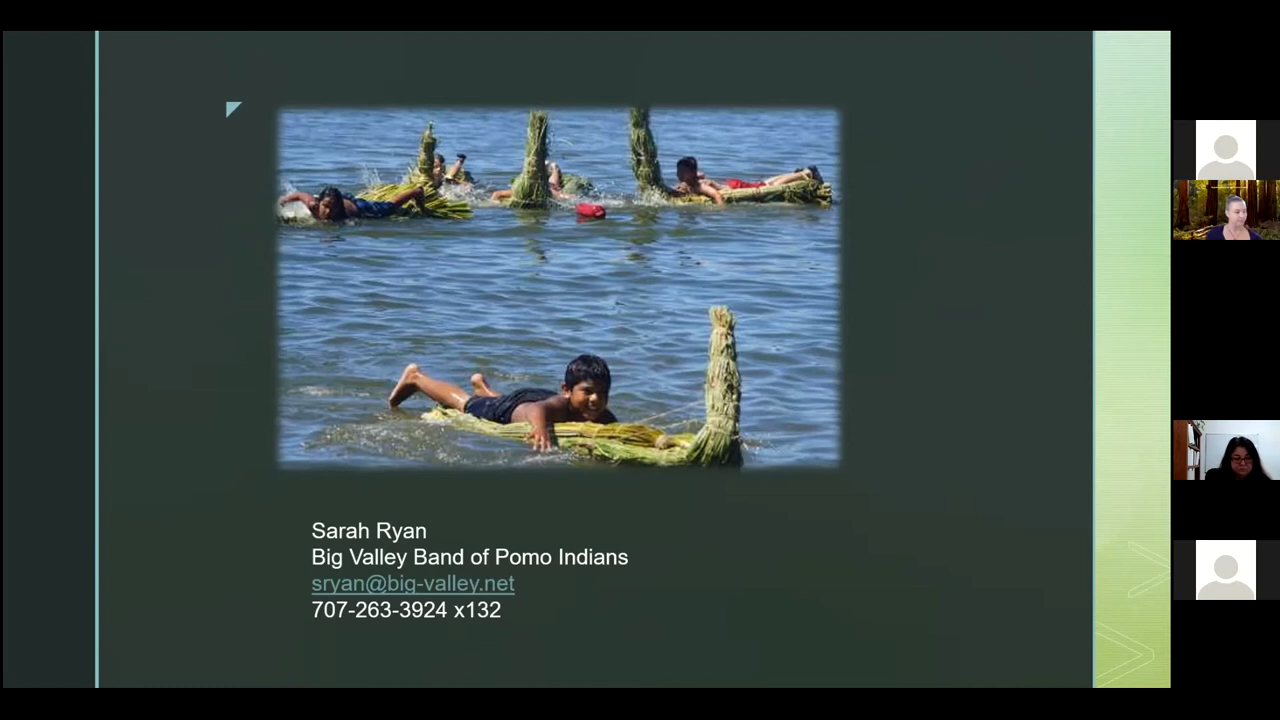 Sarah Ryan
Big Valley Band of Pomo Indians
sryan@big-valley.net
707-263-3924 x132